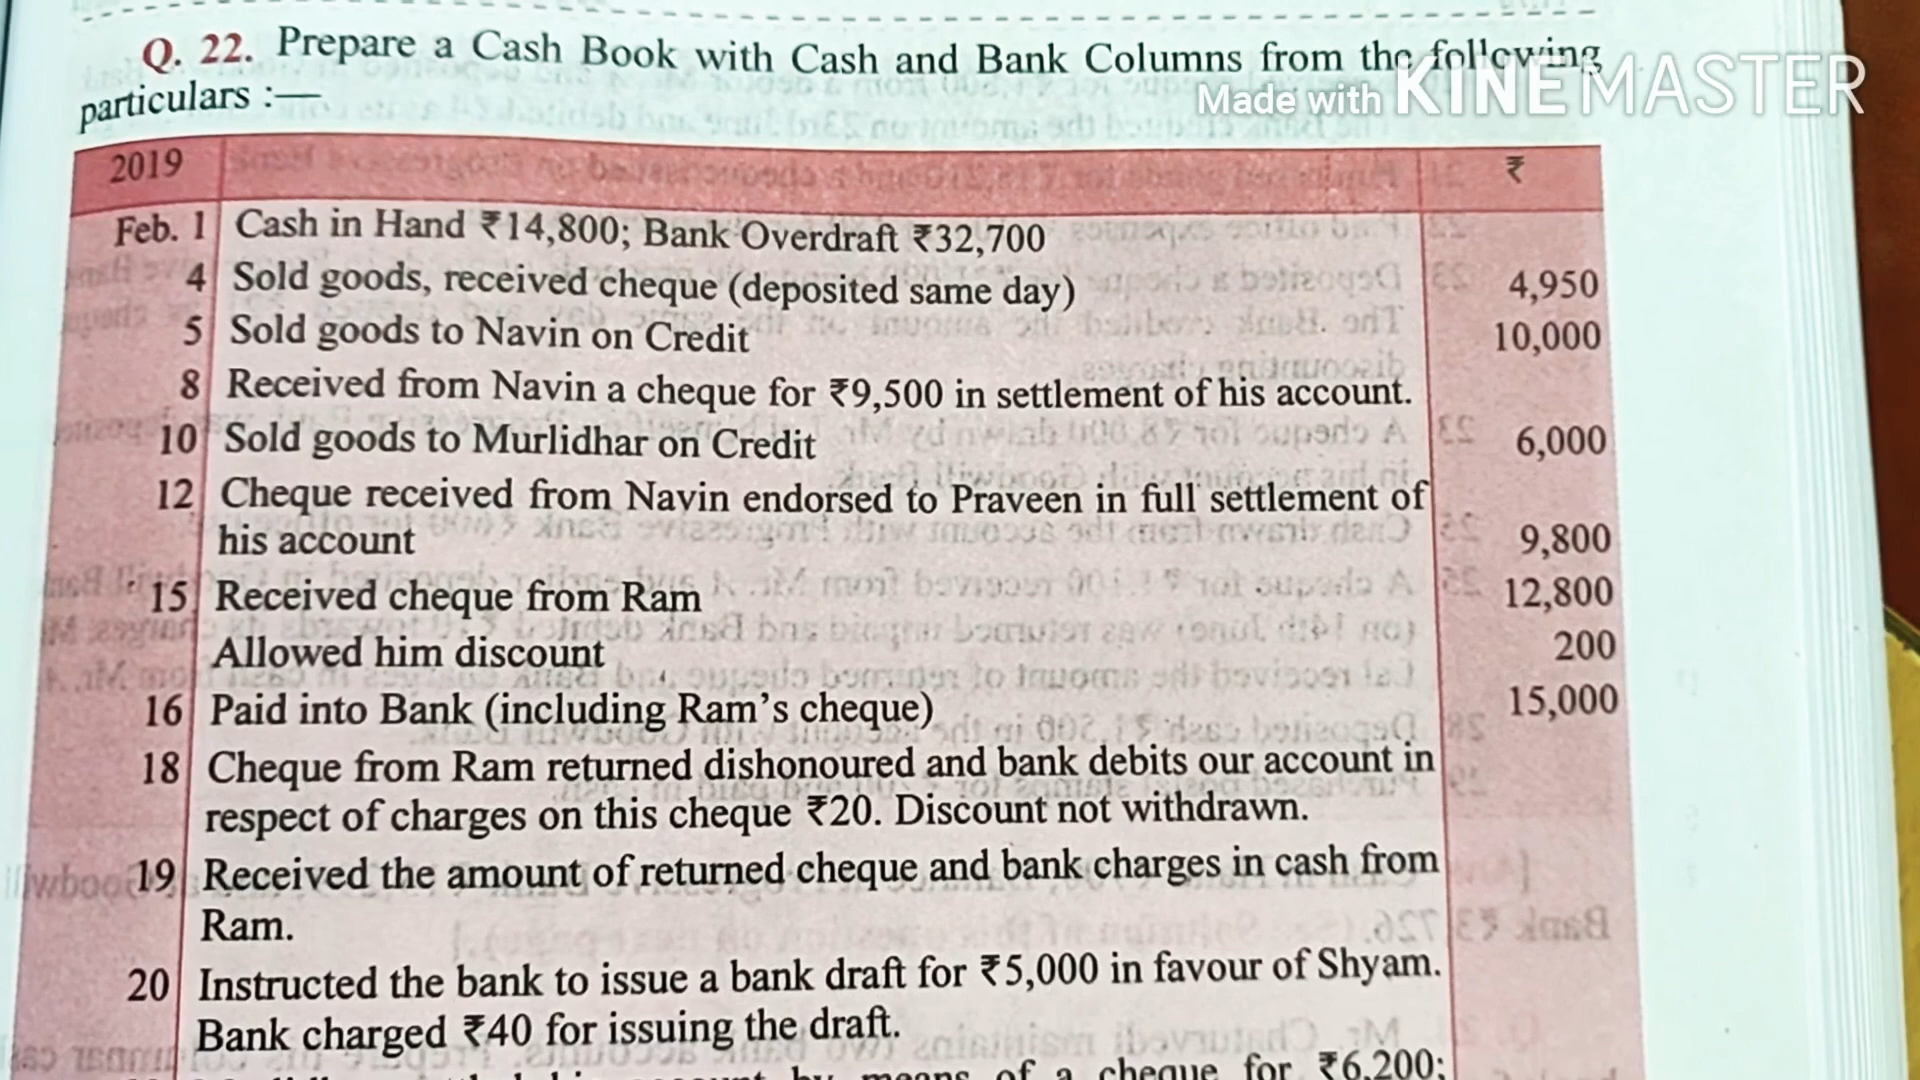 Q. 22. Prepare a Cash Book with Cash and Bank Columns from the following
particulars :—
Made with KINEMASTER
2019 ₹
Feb. 1 Cash in Hand ₹14,800; Bank Overdraft ₹32,700
4 Sold goods, received cheque (deposited same day) 4,950
5 Sold goods to Navin on Credit 10,000
8 Received from Navin a cheque for ₹9,500 in settlement of his account.
10 Sold goods to Murlidhar on Credit 6,000
12 Cheque received from Navin endorsed to Praveen in full settlement of
his account 9,800
15 Received cheque from Ram 12,800
Allowed him discount 200
16 Paid into Bank (including Ram's cheque) 15,000
18 Cheque from Ram returned dishonoured and bank debits our account in
respect of charges on this cheque ₹20. Discount not withdrawn.
19 Received the amount of returned cheque and bank charges in cash from
Ram.
20 Instructed the bank to issue a bank draft for ₹5,000 in favour of Shyam.
Bank charged ₹40 for issuing the draft.
by means of a cheque for ₹6,200;